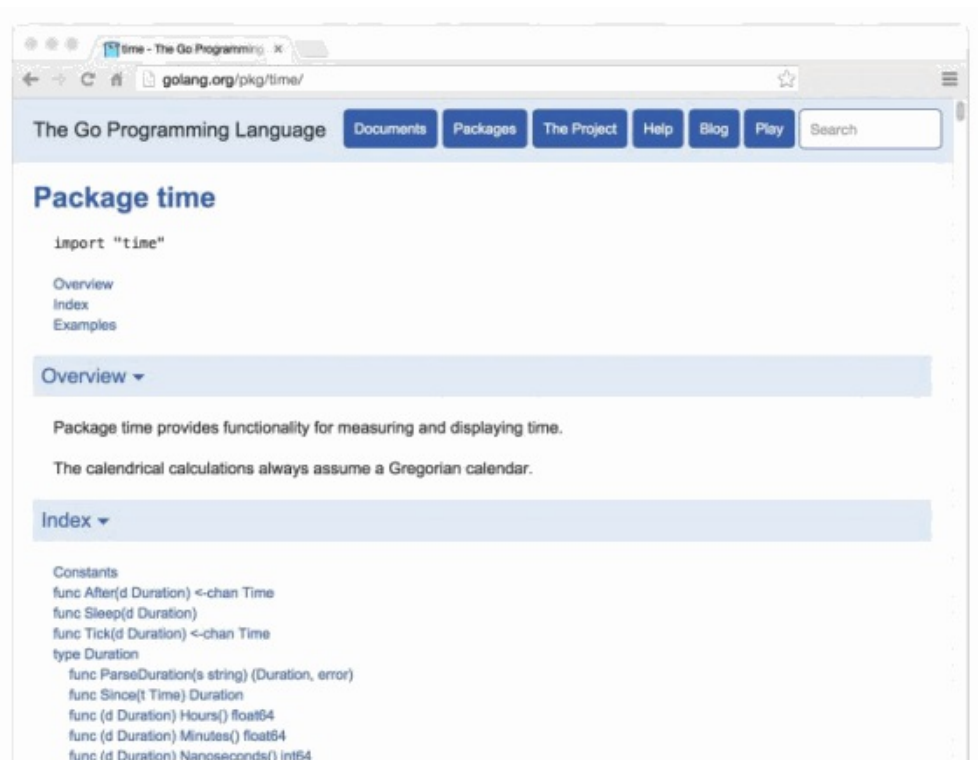 time - The Go Programming
golang.org/pkg/time/
The Go Programming Language Documents Packages The Project Help Blog Play Search
Package time
import "time"
Overview
Index
Examples
Overview
Package time provides functionality for measuring and displaying time.
The calendrical calculations always assume a Gregorian calendar.
Index
Constants
func After(d Duration) <-chan Time
func Sleep(d Duration)
func Tick(d Duration) <-chan Time
type Duration
func ParseDuration(s string) (Duration, error)
func Since(t Time) Duration
func (d Duration) Hours() float64
func (d Duration) Minutes() float64
func (d Duration) Nanoseconds() int64